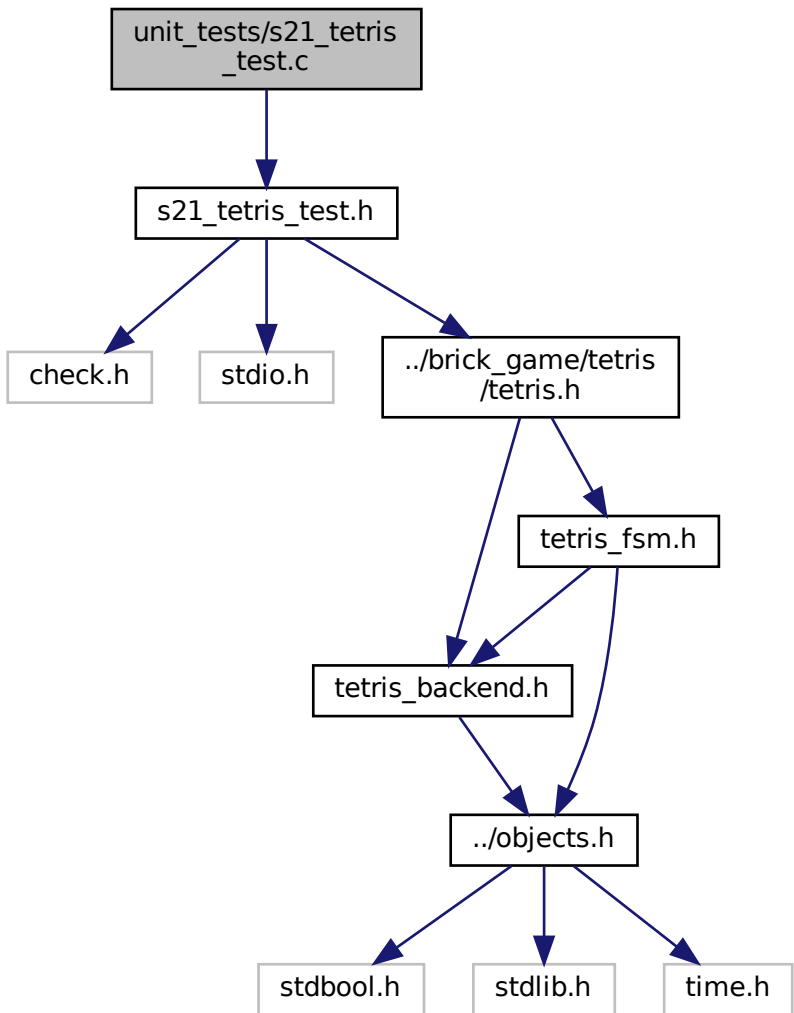 unit_tests/s21_tetris
_test.c
s21_tetris_test.h
check.h
stdio.h
../brick_game/tetris
/tetris.h
tetris_fsm.h
tetris_backend.h
../objects.h
stdbool.h
stdlib.h
time.h